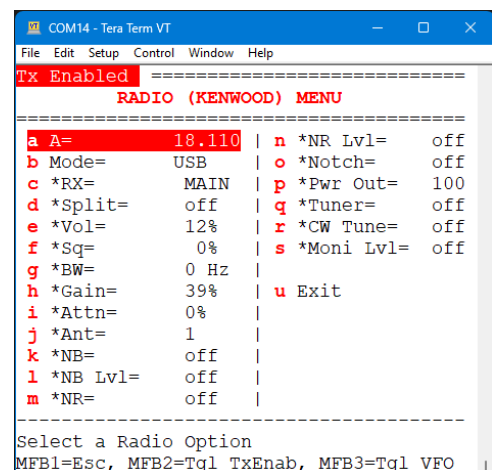 COM14 - Tera Term VT
File Edit Setup Control Window Help
Tx Enabled ==============================
RADIO (KENWOOD) MENU
=========================================
a A= 18.110 | n *NR Lvl= off
b Mode= USB | o *Notch= off
c *RX= MAIN | p *Pwr Out= 100
d *Split= off | q *Tuner= off
e *Vol= 12% | r *CW Tune= off
f *Sq= 0% | s *Moni Lvl= off
g *BW= 0 Hz |
h *Gain= 39% | u Exit
i *Attn= 0% |
j *Ant= 1 |
k *NB= off |
l *NB Lvl= off |
m *NR= off |
-----------------------------------------
Select a Radio Option
MFB1=Esc, MFB2=Tgl TxEnab, MFB3=Tgl VFO